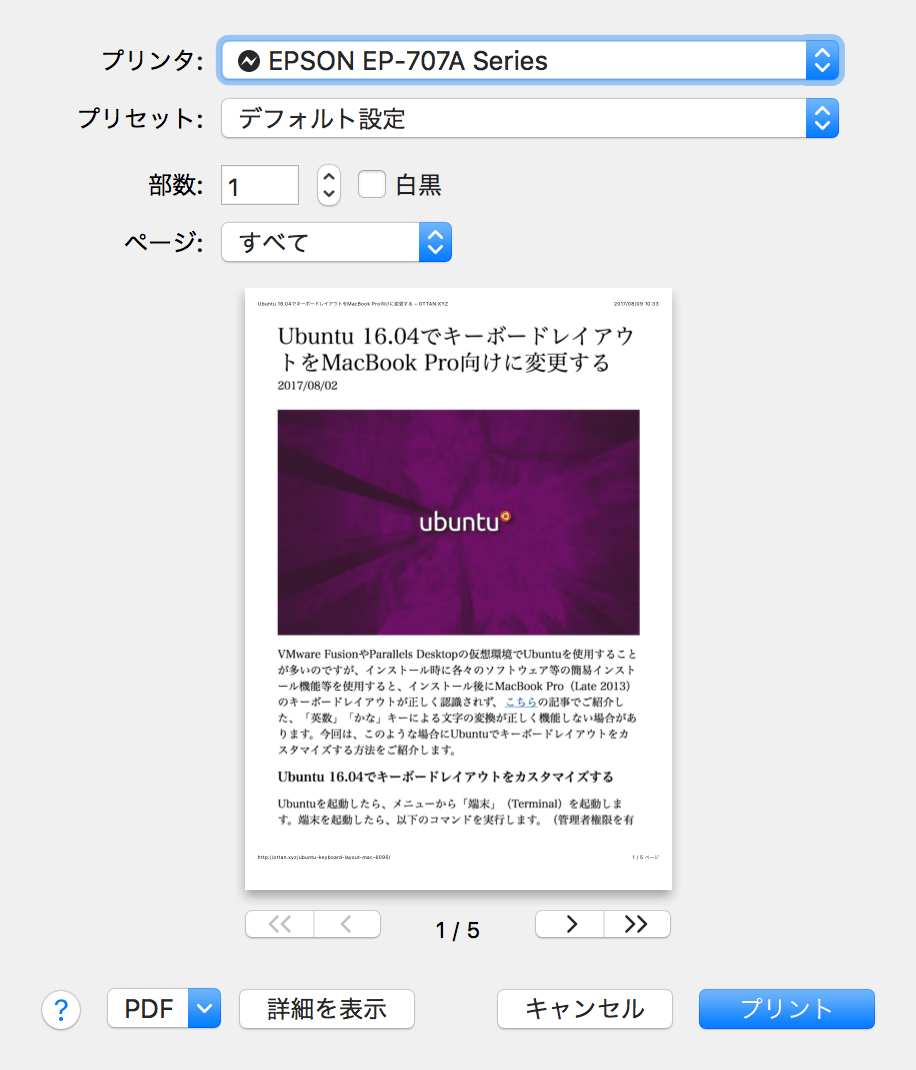 プリンタ: EPSON EP-707A Series
プリセット: デフォルト設定
部数: 1 白黒
ページ: すべて
Ubuntu 16.04でキーボードレイアウトをMacBook Pro向けに変更する – OTTAN.XYZ 2017/08/09 10:33
Ubuntu 16.04でキーボードレイアウ
トをMacBook Pro向けに変更する
2017/08/02
ubuntu
VMware FusionやParallels Desktopの仮想環境でUbuntuを使用すること
が多いのですが、インストール時に各々のソフトウェア等の簡易インスト
ール機能等を使用すると、インストール後にMacBook Pro（Late 2013）
のキーボードレイアウトが正しく認識されず、こちらの記事でご紹介し
た、「英数」「かな」キーによる文字の変換が正しく機能しない場合があ
ります。今回は、このような場合にUbuntuでキーボードレイアウトをカ
スタマイズする方法をご紹介します。
Ubuntu 16.04でキーボードレイアウトをカスタマイズする
Ubuntuを起動したら、メニューから「端末」（Terminal）を起動しま
す。端末を起動したら、以下のコマンドを実行します。（管理者権限を有
http://ottan.xyz/ubuntu-keyboard-layout-mac-6095/ 1 / 5 ページ
1 / 5
? PDF 詳細を表示 キャンセル プリント